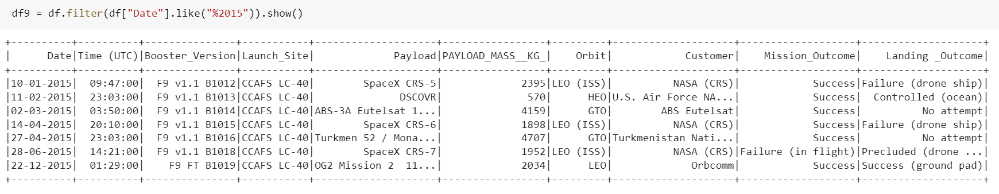 df9 = df.filter(df["Date"].like("%2015")).show()
+----------+----------+---------------+-----------+--------------------+-----------------+---------+--------------------+-------------------+--------------------+
|      Date|Time (UTC)|Booster_Version|Launch_Site|             Payload|PAYLOAD_MASS__KG_|    Orbit|            Customer|    Mission_Outcome|    Landing _Outcome|
+----------+----------+---------------+-----------+--------------------+-----------------+---------+--------------------+-------------------+--------------------+
|10-01-2015|  09:47:00|  F9 v1.1 B1012|CCAFS LC-40|        SpaceX CRS-5|             2395|LEO (ISS)|          NASA (CRS)|            Success|Failure (drone ship)|
|11-02-2015|  23:03:00|  F9 v1.1 B1013|CCAFS LC-40|              DSCOVR|              570|      HEO|U.S. Air Force NA...|            Success|  Controlled (ocean)|
|02-03-2015|  03:50:00|  F9 v1.1 B1014|CCAFS LC-40|ABS-3A Eutelsat 1...|             4159|      GTO|        ABS Eutelsat|            Success|          No attempt|
|14-04-2015|  20:10:00|  F9 v1.1 B1015|CCAFS LC-40|        SpaceX CRS-6|             1898|LEO (ISS)|          NASA (CRS)|            Success|Failure (drone ship)|
|27-04-2015|  23:03:00|  F9 v1.1 B1016|CCAFS LC-40|Turkmen 52 / Mona...|             4707|      GTO|Turkmenistan Nati...|            Success|          No attempt|
|28-06-2015|  14:21:00|  F9 v1.1 B1018|CCAFS LC-40|        SpaceX CRS-7|             1952|LEO (ISS)|          NASA (CRS)|Failure (in flight)|Precluded (drone ...|
|22-12-2015|  01:29:00|    F9 FT B1019|CCAFS LC-40|OG2 Mission 2  11...|             2034|      LEO|             Orbcomm|            Success|Success (ground pad)|
+----------+----------+---------------+-----------+--------------------+-----------------+---------+--------------------+-------------------+--------------------+